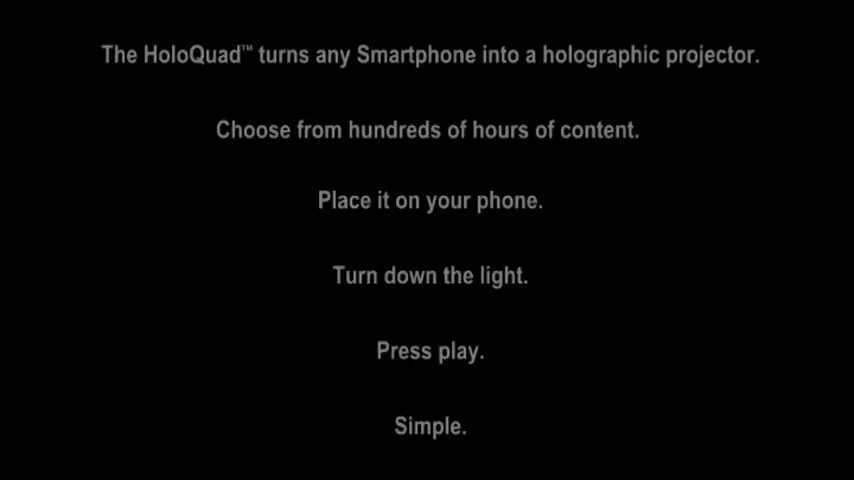 The HoloQuad™ turns any Smartphone into a holographic projector.
Choose from hundreds of hours of content.
Place it on your phone.
Turn down the light.
Press play.
Simple.